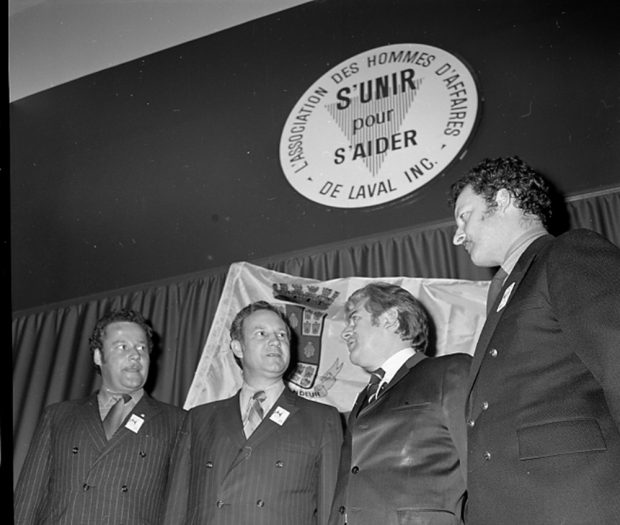 L'ASSOCIATION DES HOMMES D'AFFAIRES
S'UNIR
pour
S'AIDER
• DE LAVAL INC. •